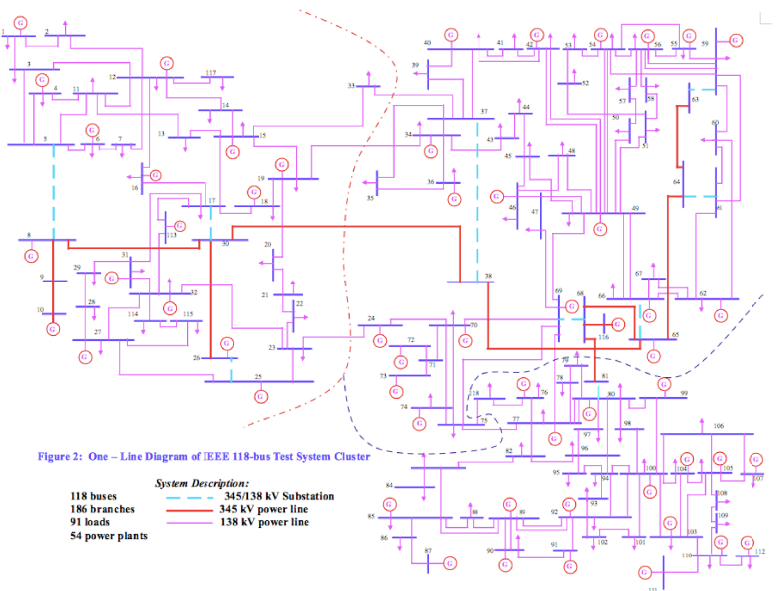 G G G G G G
1 2 40 41 42 53 54 56 55 59
3 12 117 39 52 63
4 11 33 44 57 58
14 37 50 60
13 15 34 43 51
5 6 7 45 48 64
16 19 36 35 46 47 49 61
17 18 113
8 30 20 38 69 68 67 66 62
9 31 29 32 21 22
10 28 114 115 24 70 116 65
27 26 23 72 71 79 81
25 73 78 80 99
74 75 118 76 77 97 98 106
Figure 2: One – Line Diagram of IEEE 118-bus Test System Cluster
82 96 95 94 100 104 105 107
System Description:
118 buses
345/138 kV Substation
186 branches
345 kV power line
91 loads
138 kV power line
54 power plants
84 93 108
85 88 89 92 109
86 102 101 103
87 90 91 110 112
111